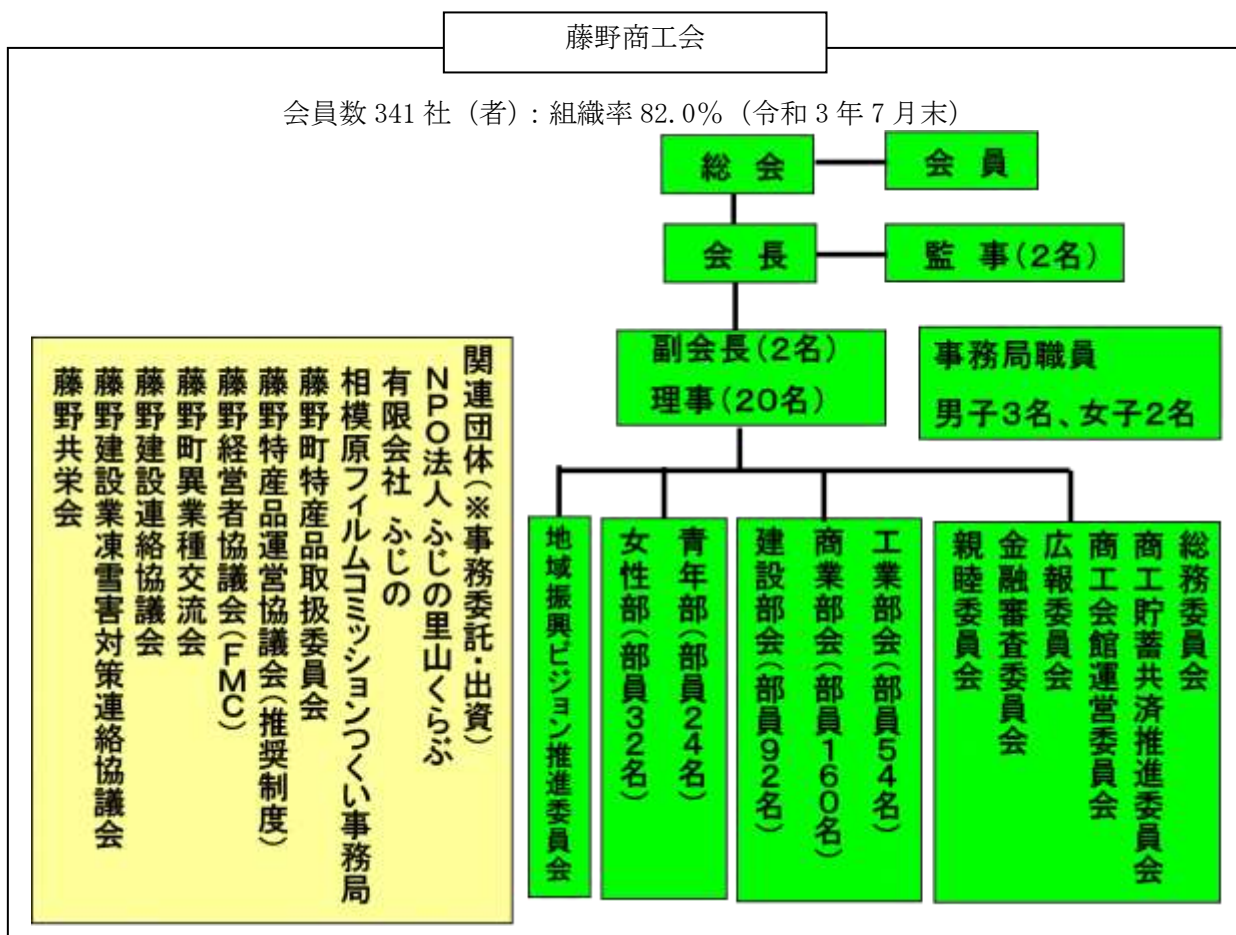 藤野商工会
会員数 341 社（者）：組織率 82.0％（令和 3 年 7 月末）
総 会
会 員
会 長
監 事（２名）
副会長（２名）
理事（２０名）
事務局職員
男子３名、女子２名
関連団体（※事務委託・出資）
ＮＰＯ法人 ふじの里山くらぶ
有限会社 ふじの
相模原フィルムコミッションつくい事務局
藤野町特産品取扱委員会
藤野特産品運営協議会（推奨制度）
藤野経営者協議会（ＦＭＣ）
藤野町異業種交流会
藤野建設連絡協議会
藤野建設業凍雪害対策連絡協議会
藤野共栄会
総務委員会
商工貯蓄共済推進委員会
商工会館運営委員会
広報委員会
金融審査委員会
親睦委員会
工業部会（部員５４名）
商業部会（部員１６０名）
建設部会（部員９２名）
青年部（部員２４名）
女性部（部員３２名）
地域振興ビジョン推進委員会